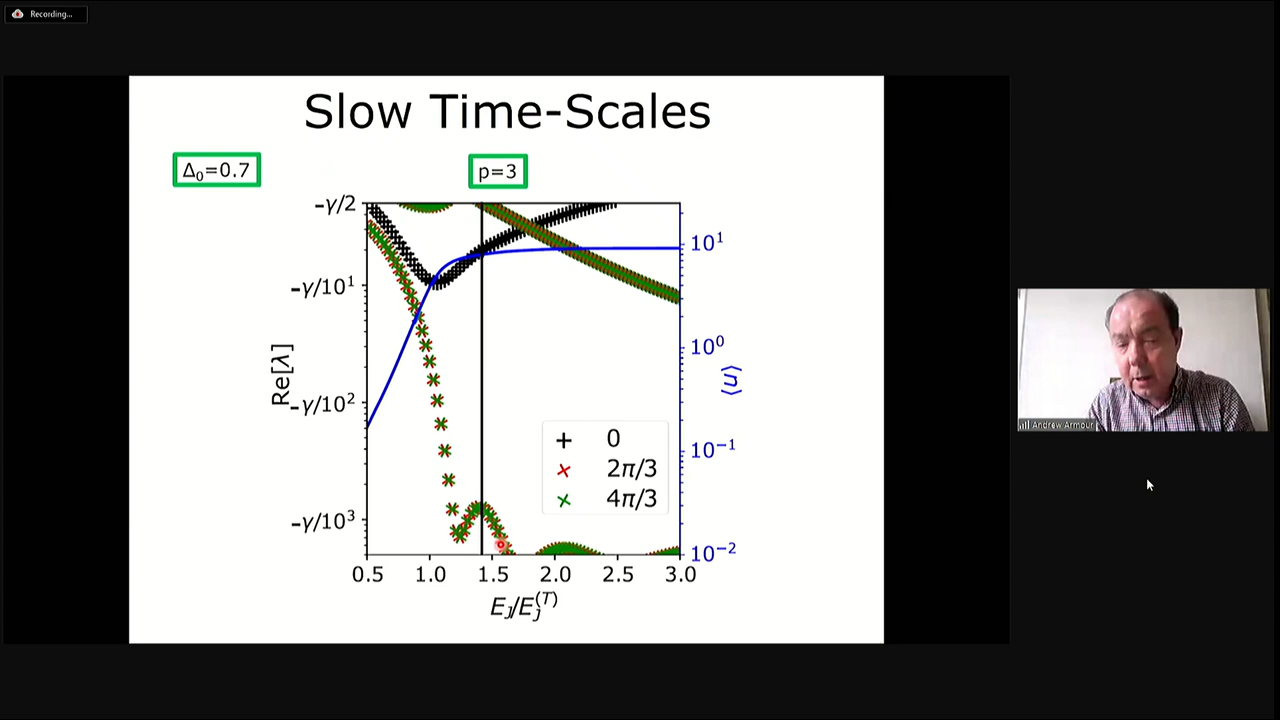 Recording...
Slow Time-Scales
Δ₀=0.7
p=3
−γ/2
−γ/10¹
−γ/10²
−γ/10³
Re[λ]
10¹
10⁰
10⁻¹
10⁻²
⟨n⟩
0
2π/3
4π/3
0.5 1.0 1.5 2.0 2.5 3.0
E_J/E_J^(T)
Andrew Armour